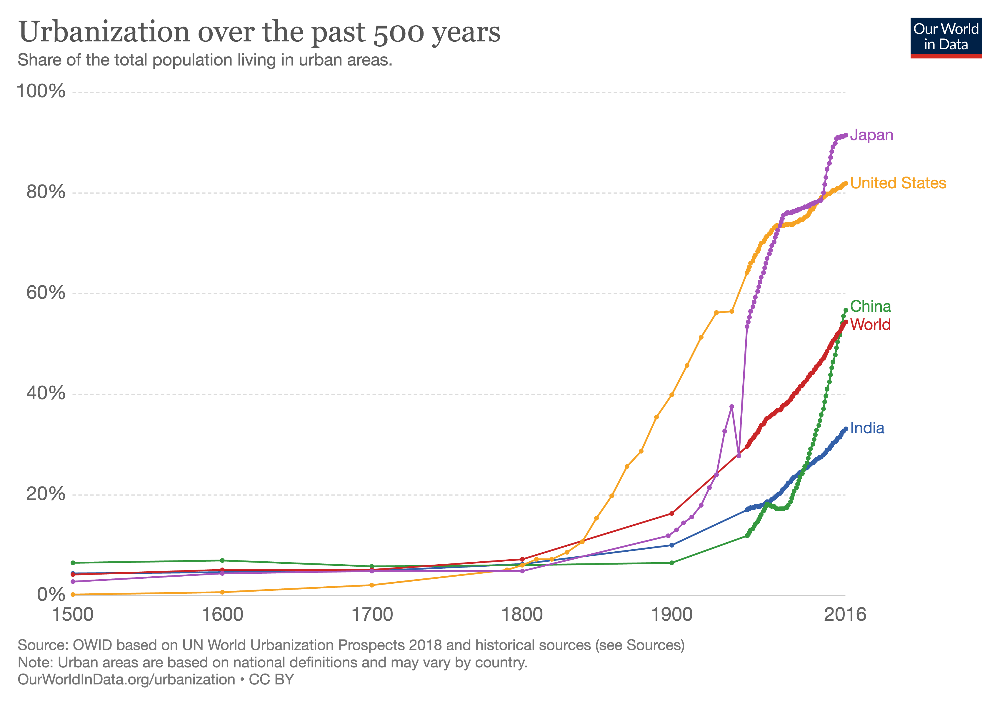 Urbanization over the past 500 years
Share of the total population living in urban areas.
Our World
in Data
100%
80%
60%
40%
20%
0%
Japan
United States
China
World
India
1500
1600
1700
1800
1900
2016
Source: OWID based on UN World Urbanization Prospects 2018 and historical sources (see Sources)
Note: Urban areas are based on national definitions and may vary by country.
OurWorldInData.org/urbanization • CC BY